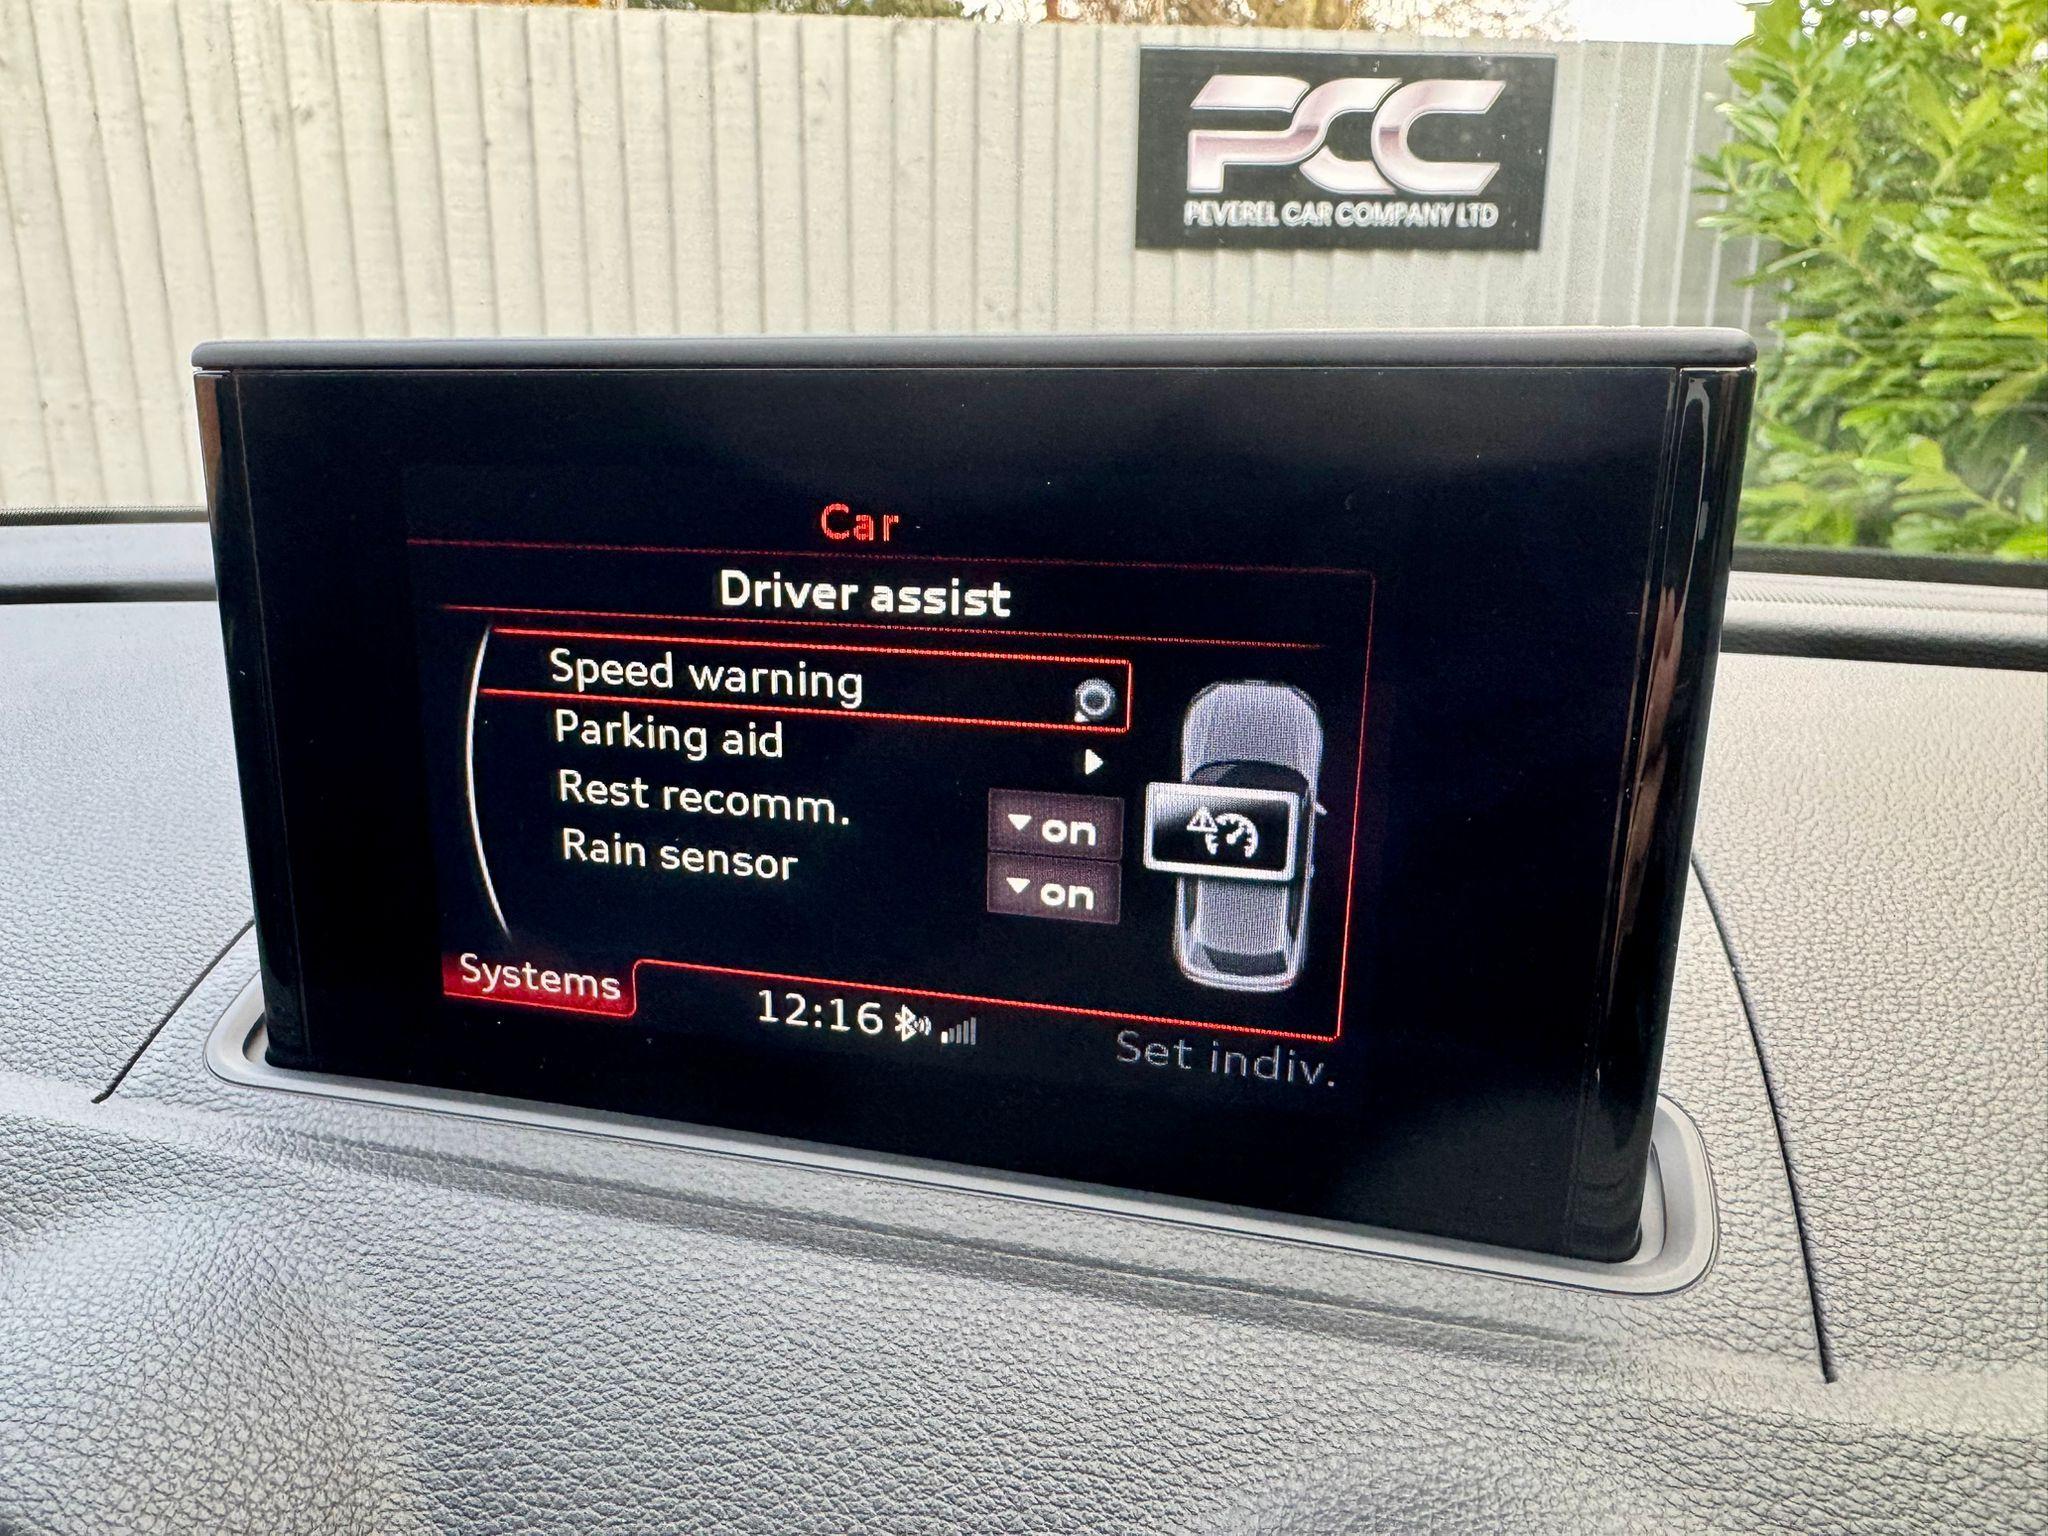 PCC
PEVEREL CAR COMPANY LTD
Car
Driver assist
Speed warning
Parking aid
Rest recomm.
on
Rain sensor
on
Systems
12:16
Set indiv.